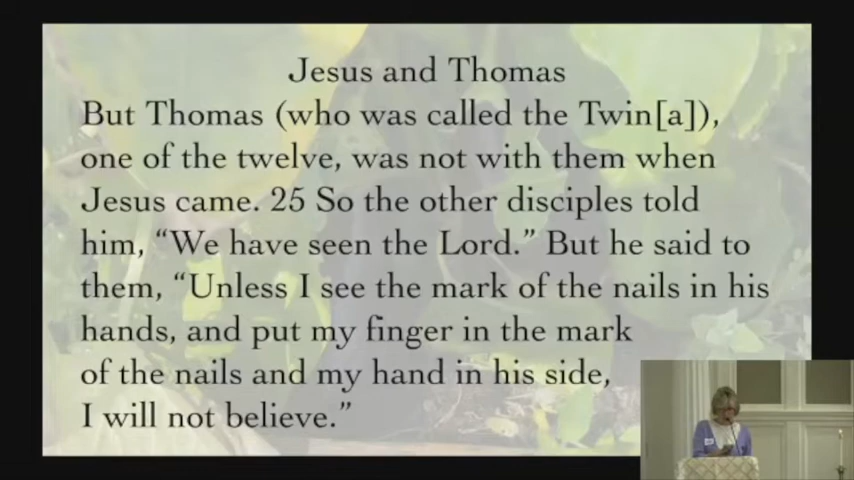 Jesus and Thomas
But Thomas (who was called the Twin[a]),
one of the twelve, was not with them when
Jesus came. 25 So the other disciples told
him, “We have seen the Lord.” But he said to
them, “Unless I see the mark of the nails in his
hands, and put my finger in the mark
of the nails and my hand in his side,
I will not believe.”